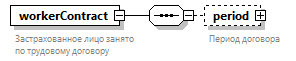 workerContract
period
Застрахованное лицо занято
по трудовому договору
Период договора